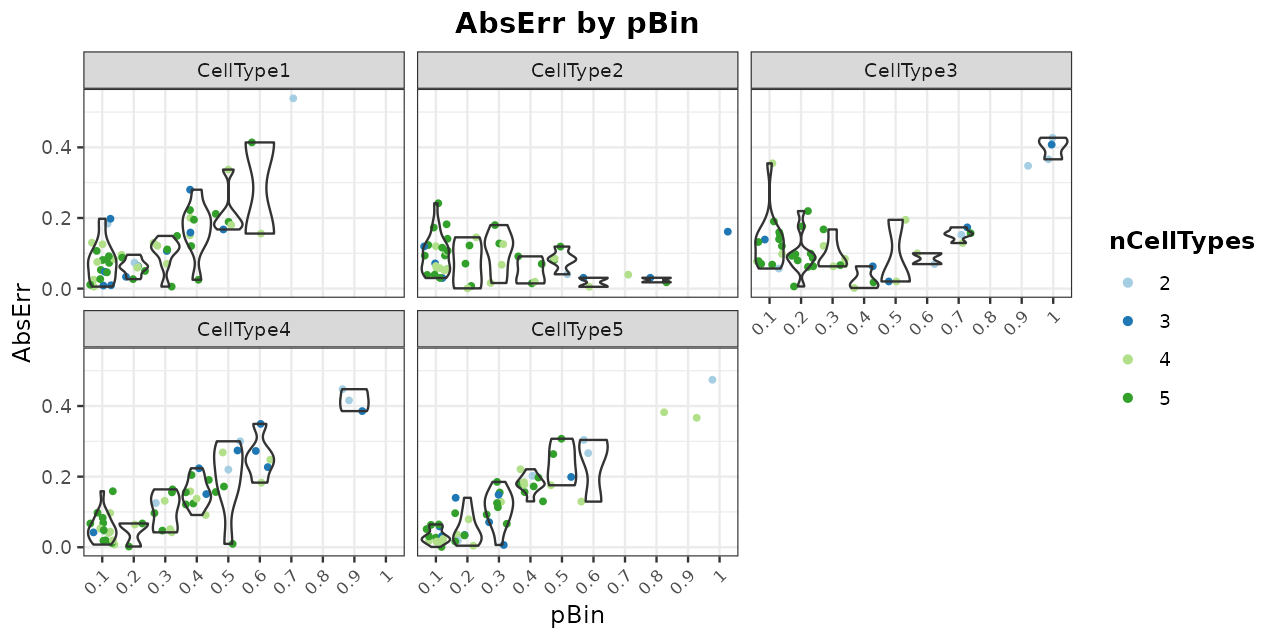 AbsErr by pBin
CellType1 CellType2 CellType3
0.4
0.2
0.0
0.1 0.2 0.3 0.4 0.5 0.6 0.7 0.8 0.9 1
CellType4 CellType5
0.4
0.2
0.0
0.1 0.2 0.3 0.4 0.5 0.6 0.7 0.8 0.9 1 0.1 0.2 0.3 0.4 0.5 0.6 0.7 0.8 0.9 1
AbsErr
pBin
nCellTypes
2
3
4
5